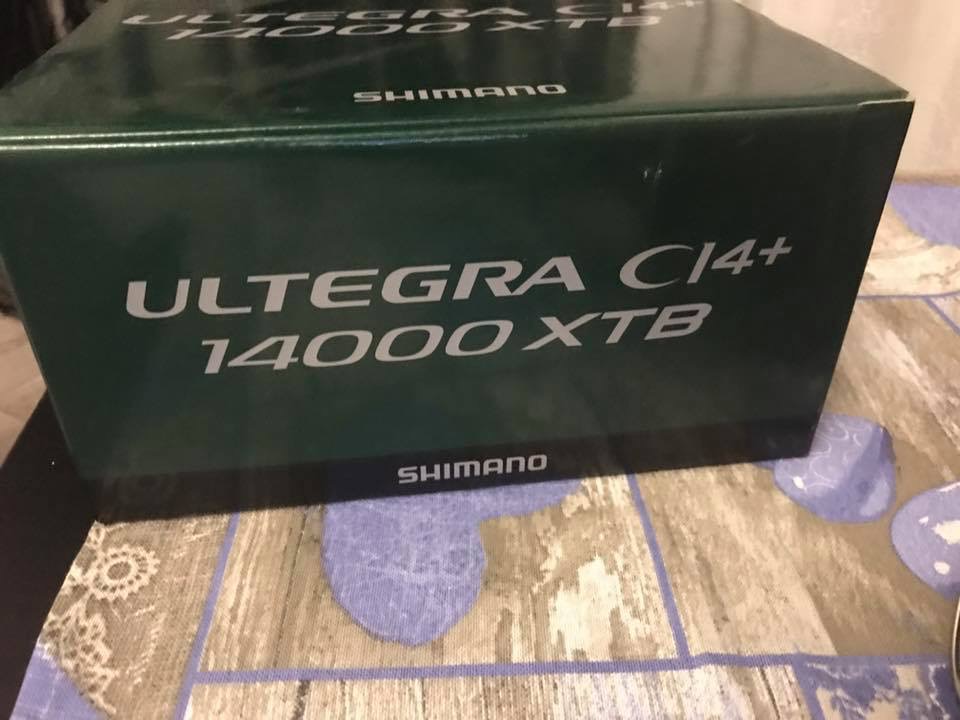 ULTEGRA CI4+
14000 XTB
SHIMANO
ULTEGRA CI4+
14000 XTB
SHIMANO